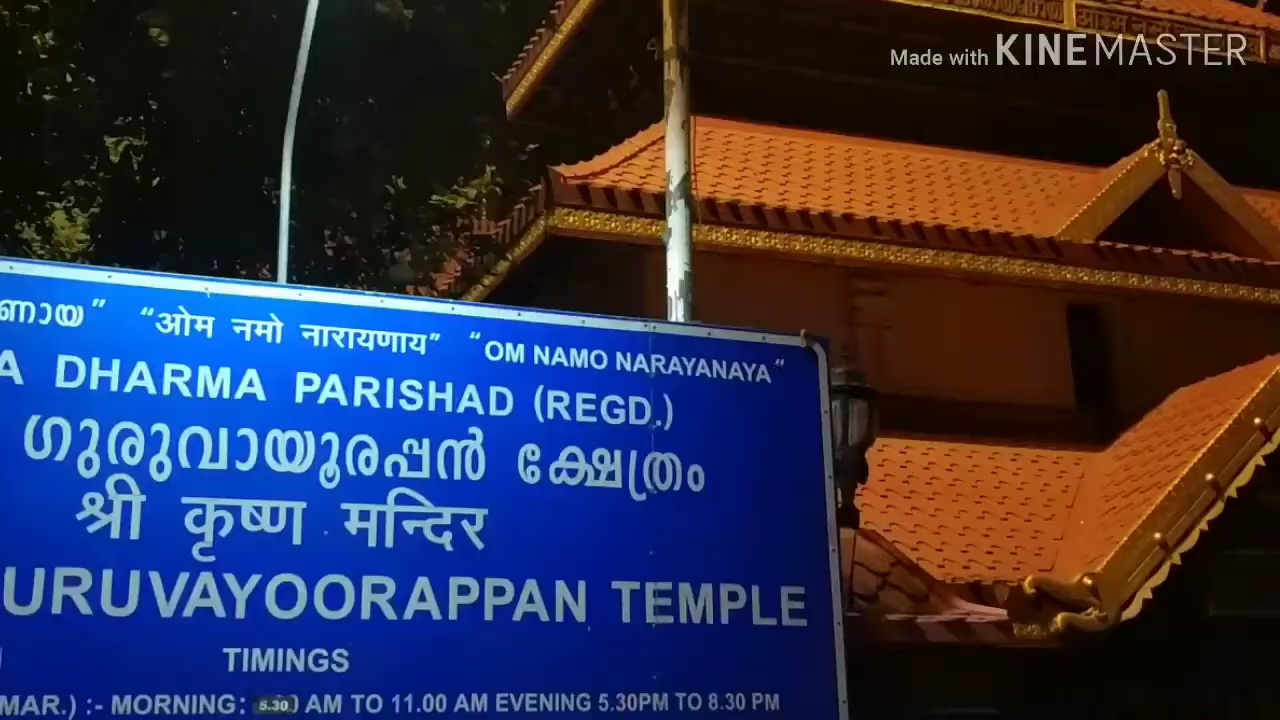 Made with KINEMASTER
ണായ" "ओम नमो नारायणाय" "OM NAMO NARAYANAYA"
A DHARMA PARISHAD (REGD.)
ഗുരുവായൂരപ്പൻ ക്ഷേത്രം
श्री कृष्ण मन्दिर
URUVAYOORAPPAN TEMPLE
TIMINGS
MAR.) :- MORNING: 5.30 AM TO 11.00 AM EVENING 5.30PM TO 8.30 PM